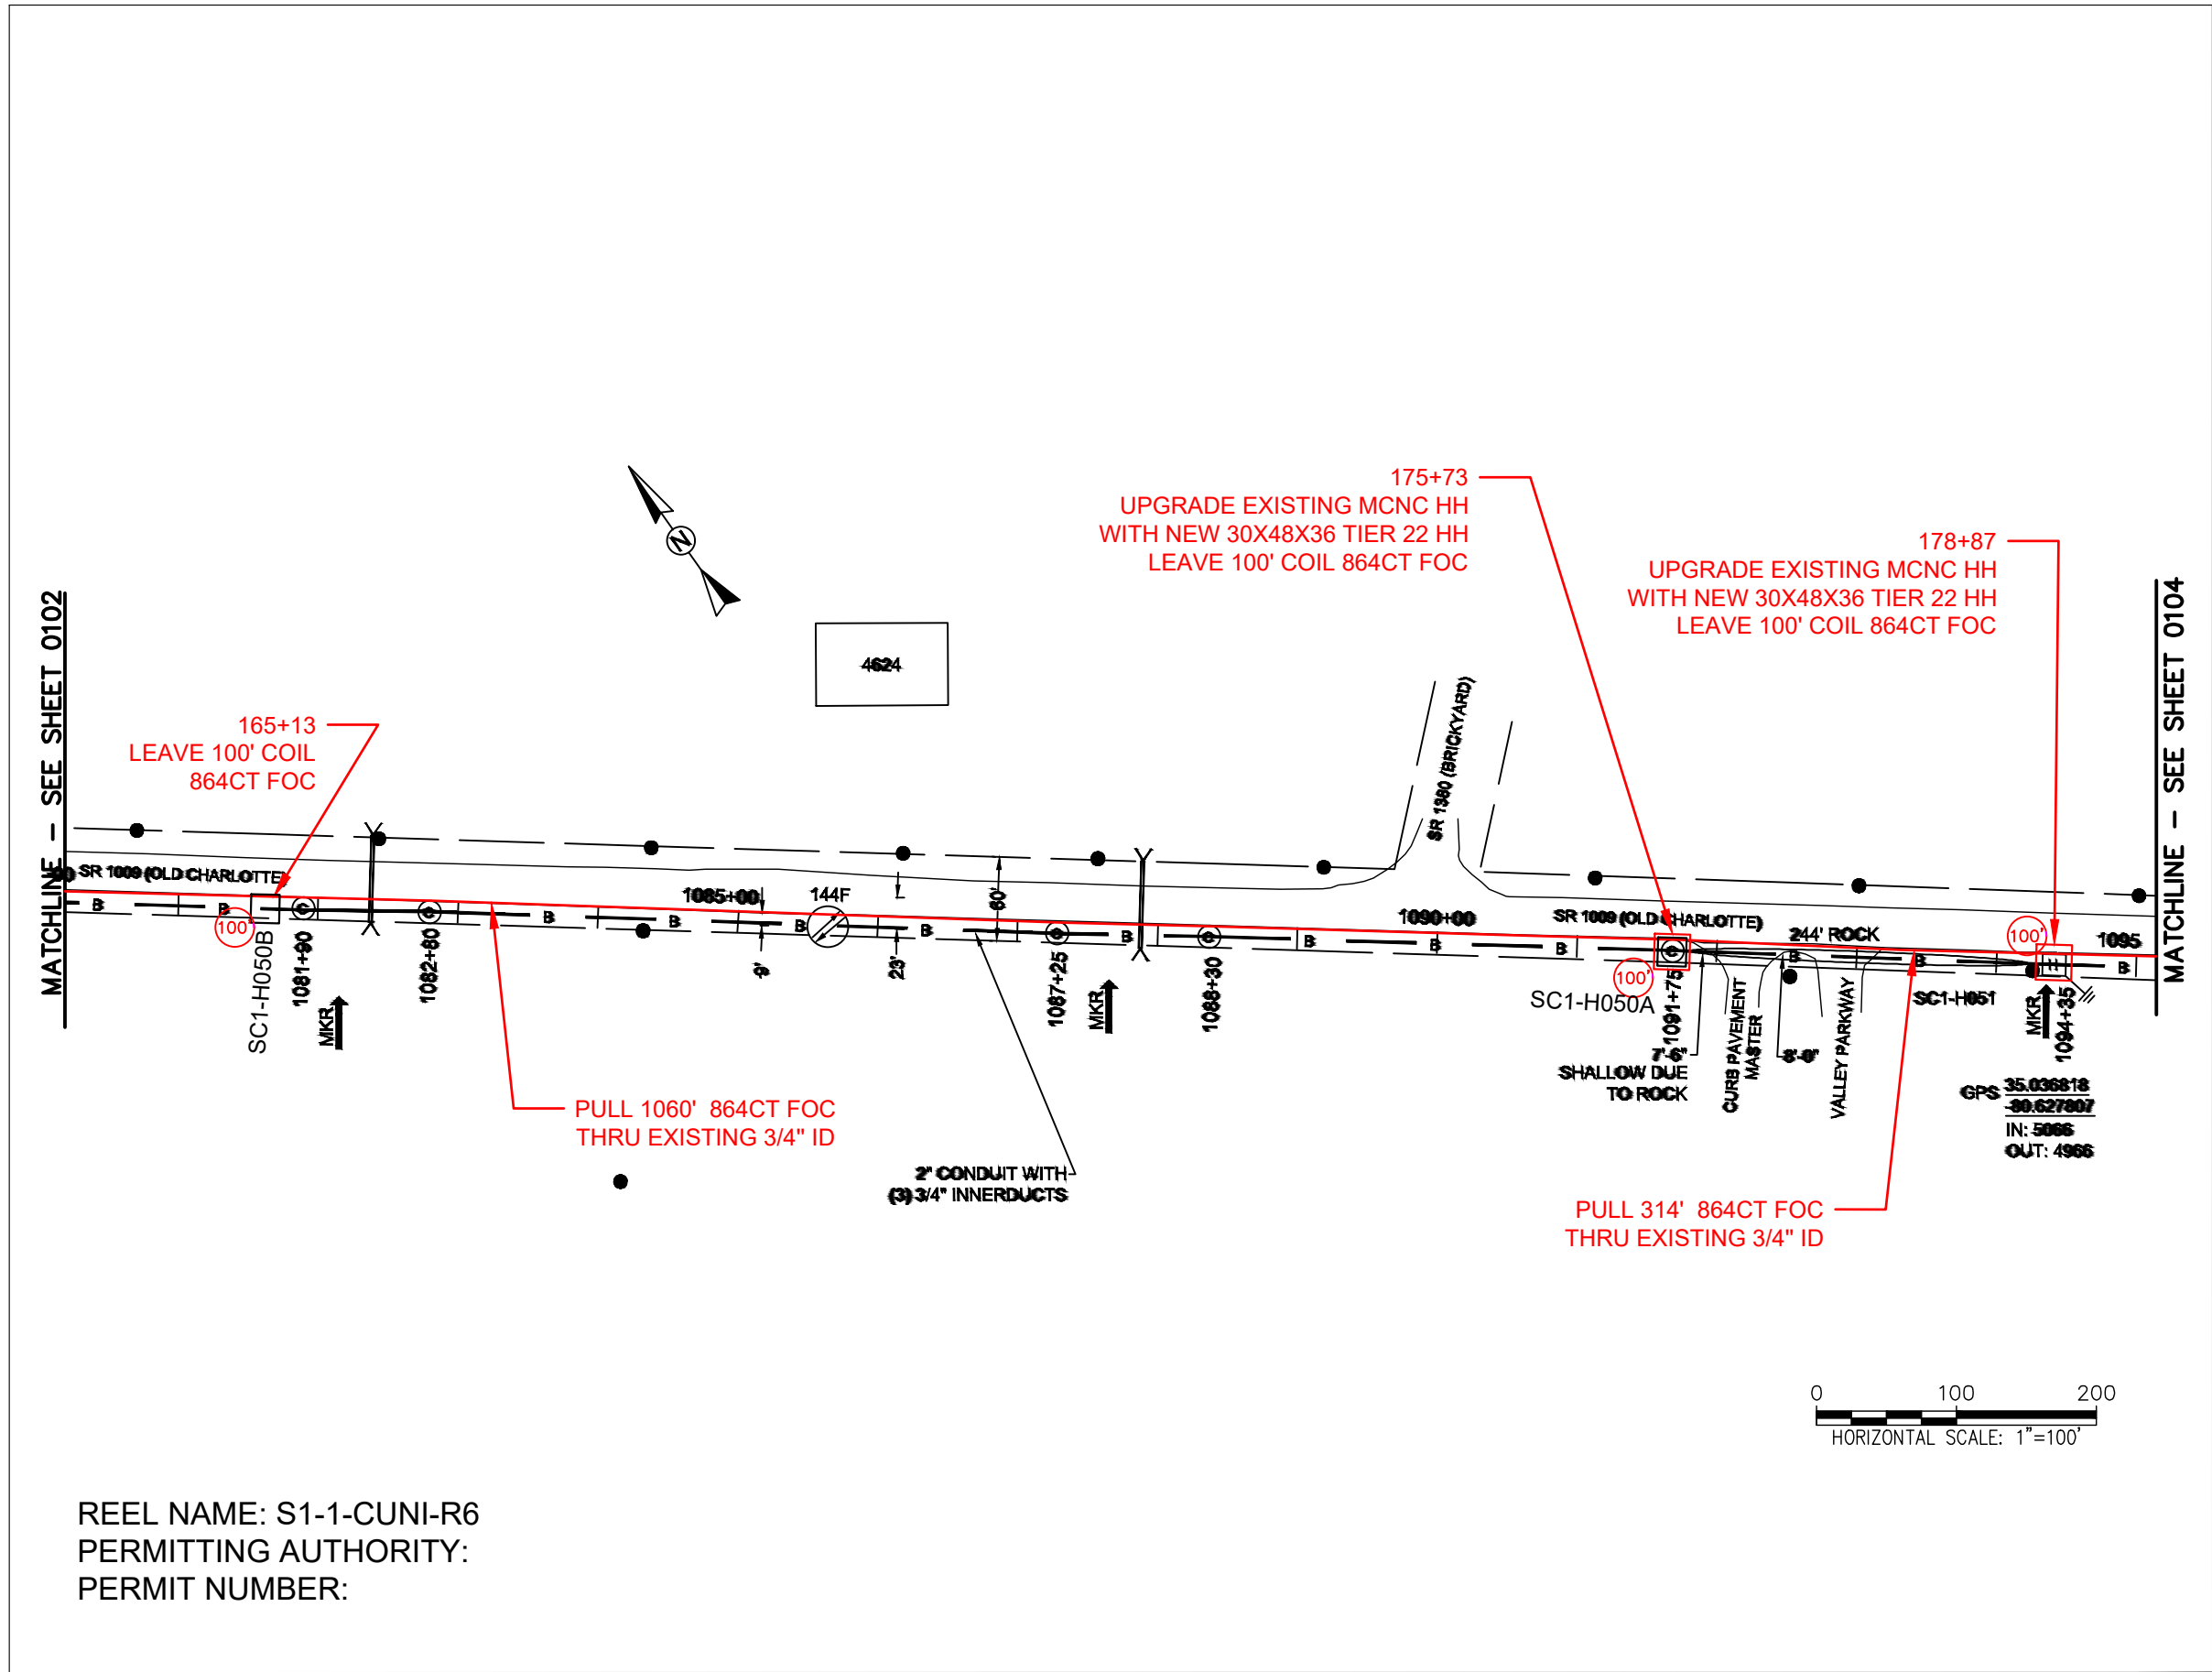 175+73
UPGRADE EXISTING MCNC HH
WITH NEW 30X48X36 TIER 22 HH
LEAVE 100' COIL 864CT FOC
178+87
UPGRADE EXISTING MCNC HH
WITH NEW 30X48X36 TIER 22 HH
LEAVE 100' COIL 864CT FOC
N
MATCHLINE - SEE SHEET 0102
MATCHLINE - SEE SHEET 0104
4624
165+13
LEAVE 100' COIL
864CT FOC
SR 1380 (BRICKYARD)
SR 1009 (OLD CHARLOTTE)
1085+00
144F
60'
1090+00
SR 1009 (OLD CHARLOTTE)
244' ROCK
1095
B B B B B B B B B B B B B B
C C C C C
H
100'
100'
100'
SC1-H050B
1081+90
MKR
1082+80
9'
23'
1087+25
MKR
1088+30
SC1-H050A
1091+75
7'-6"
SHALLOW DUE
TO ROCK
CURB PAVEMENT
MASTER
8'-0"
VALLEY PARKWAY
SC1-H051
MKR
1094+35
GPS 35.036818
-80.627807
IN: 5066
OUT: 4966
PULL 1060' 864CT FOC
THRU EXISTING 3/4" ID
2" CONDUIT WITH
(3) 3/4" INNERDUCTS
PULL 314' 864CT FOC
THRU EXISTING 3/4" ID
0 100 200
HORIZONTAL SCALE: 1"=100'
REEL NAME: S1-1-CUNI-R6
PERMITTING AUTHORITY:
PERMIT NUMBER: